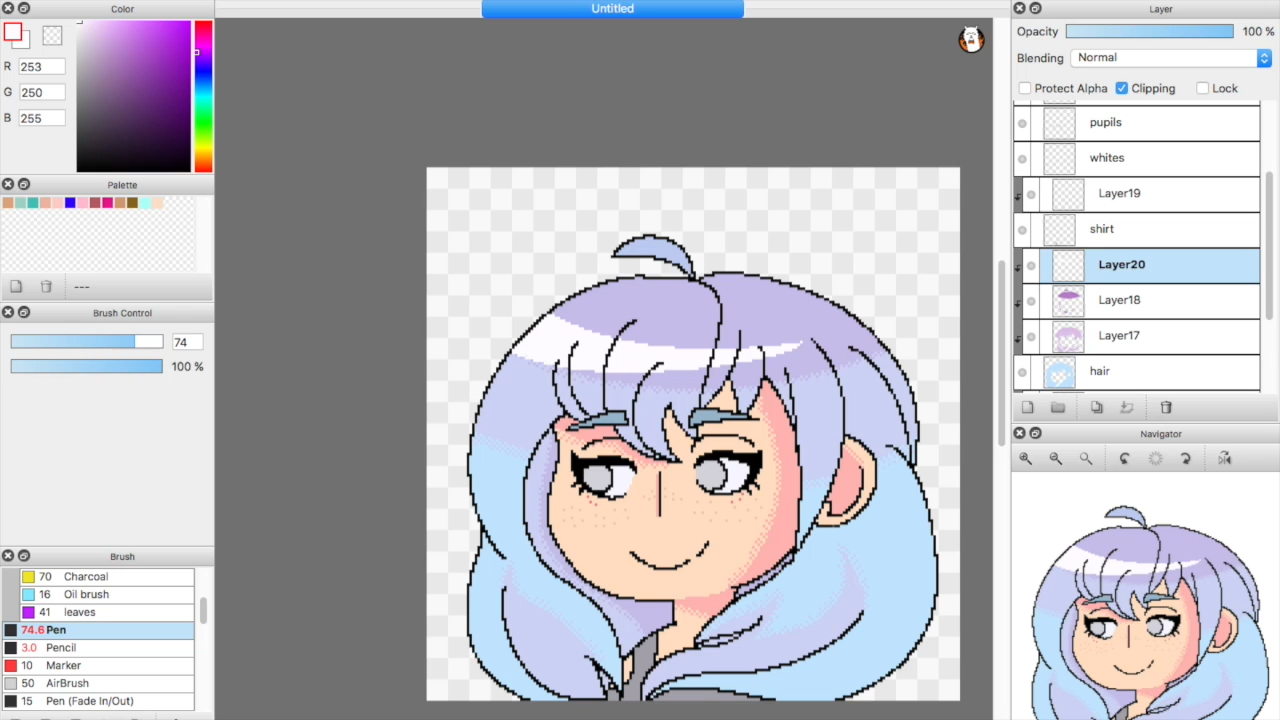 Color
Untitled
Layer
R 253
G 250
B 255
Opacity 100 %
Blending Normal
Protect Alpha Clipping Lock
pupils
whites
Layer19
shirt
Layer20
Layer18
Layer17
hair
Palette
---
Brush Control
74
100 %
Navigator
Brush
70 Charcoal
16 Oil brush
41 leaves
74.6 Pen
3.0 Pencil
10 Marker
50 AirBrush
15 Pen (Fade In/Out)